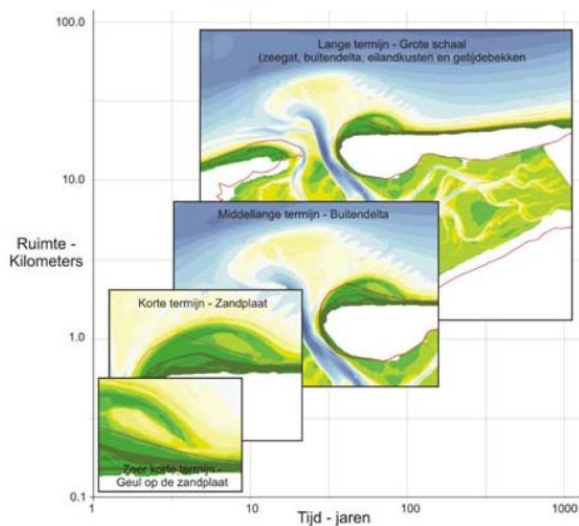 100.0
Lange termijn - Grote schaal
(zeegat, buitendelta, eilandkusten en getijdebekken
10.0
Middellange termijn - Buitendelta
Ruimte -
Kilometers
Korte termijn - Zandplaat
1.0
Zeer korte termijn -
Geul op de zandplaat
0.1
1
10
100
1000
Tijd - jaren